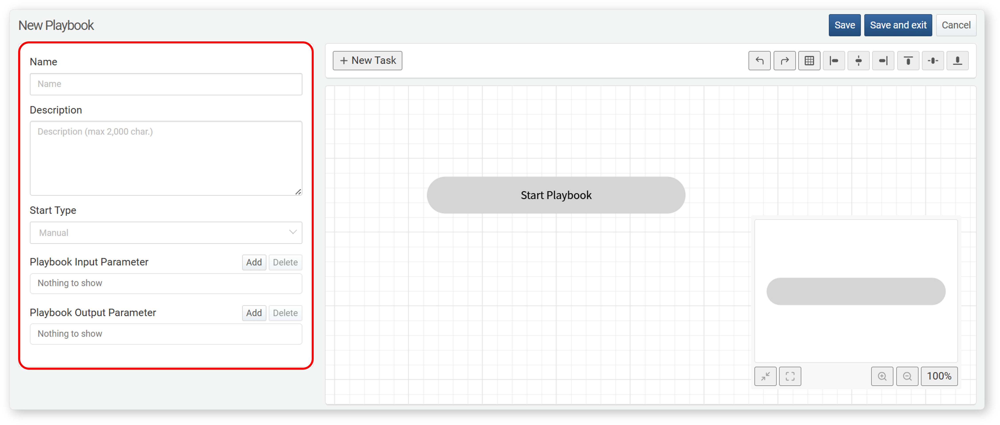 New Playbook
Save
Save and exit
Cancel
Name
Name
Description
Description (max 2,000 char.)
Start Type
Manual
Playbook Input Parameter
Add
Delete
Nothing to show
Playbook Output Parameter
Add
Delete
Nothing to show
+ New Task
Start Playbook
100%